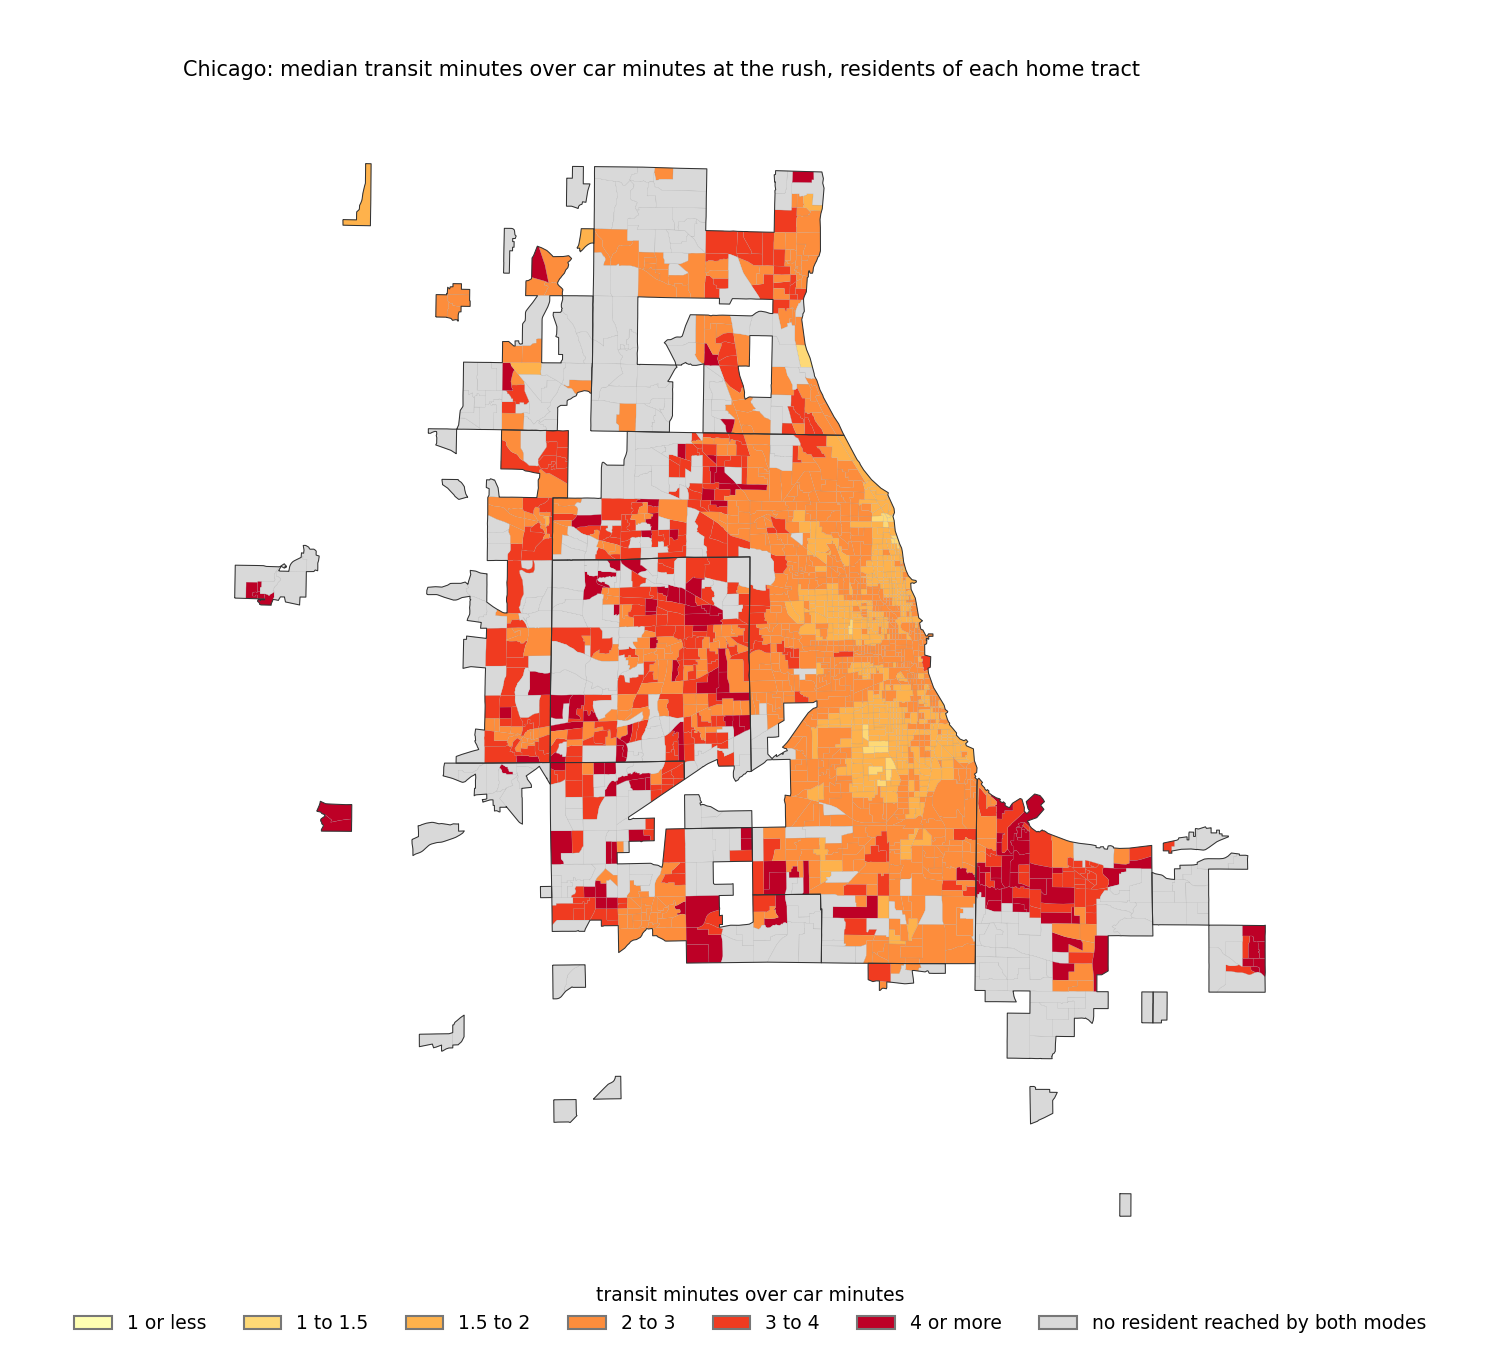 Chicago: median transit minutes over car minutes at the rush, residents of each home tract
transit minutes over car minutes
1 or less 1 to 1.5 1.5 to 2 2 to 3 3 to 4 4 or more no resident reached by both modes